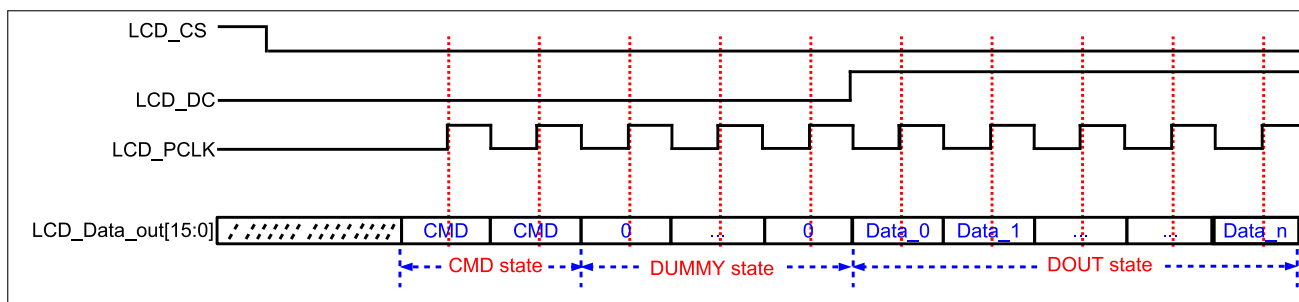 LCD_CS
LCD_DC
LCD_PCLK
LCD_Data_out[15:0] CMD CMD 0 ... 0 Data_0 Data_1 ... ... Data_n
CMD state DUMMY state DOUT state